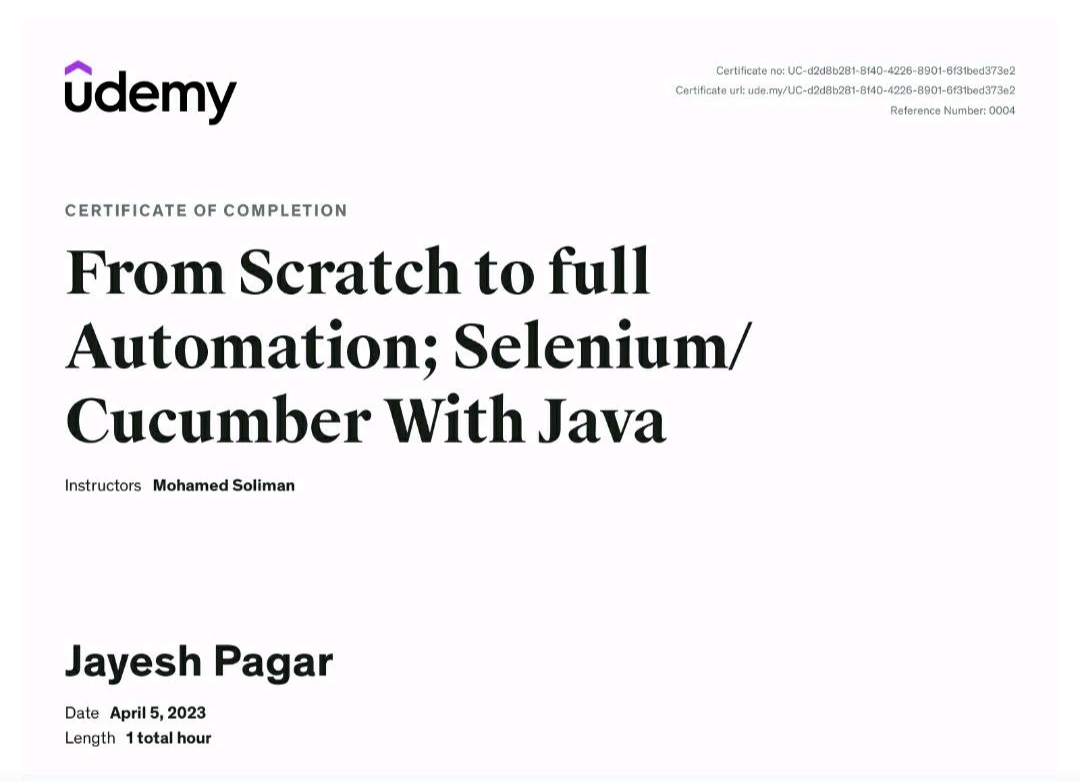 udemy
Certificate no: UC-d2d8b281-8f40-4226-8901-6f31bed373e2
Certificate url: ude.my/UC-d2d8b281-8f40-4226-8901-6f31bed373e2
Reference Number: 0004
CERTIFICATE OF COMPLETION
From Scratch to full
Automation; Selenium/
Cucumber With Java
Instructors Mohamed Soliman
Jayesh Pagar
Date April 5, 2023
Length 1 total hour